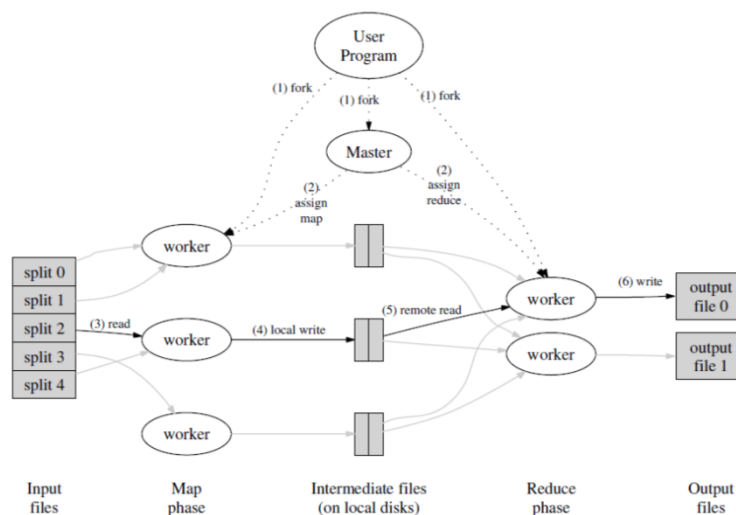 User
Program
(1) fork
(1) fork
(1) fork
Master
(2)
assign
map
(2)
assign
reduce
worker
split 0
split 1
split 2
split 3
split 4
(3) read
worker
(4) local write
(5) remote read
worker
(6) write
output
file 0
worker
output
file 1
worker
Input
files
Map
phase
Intermediate files
(on local disks)
Reduce
phase
Output
files